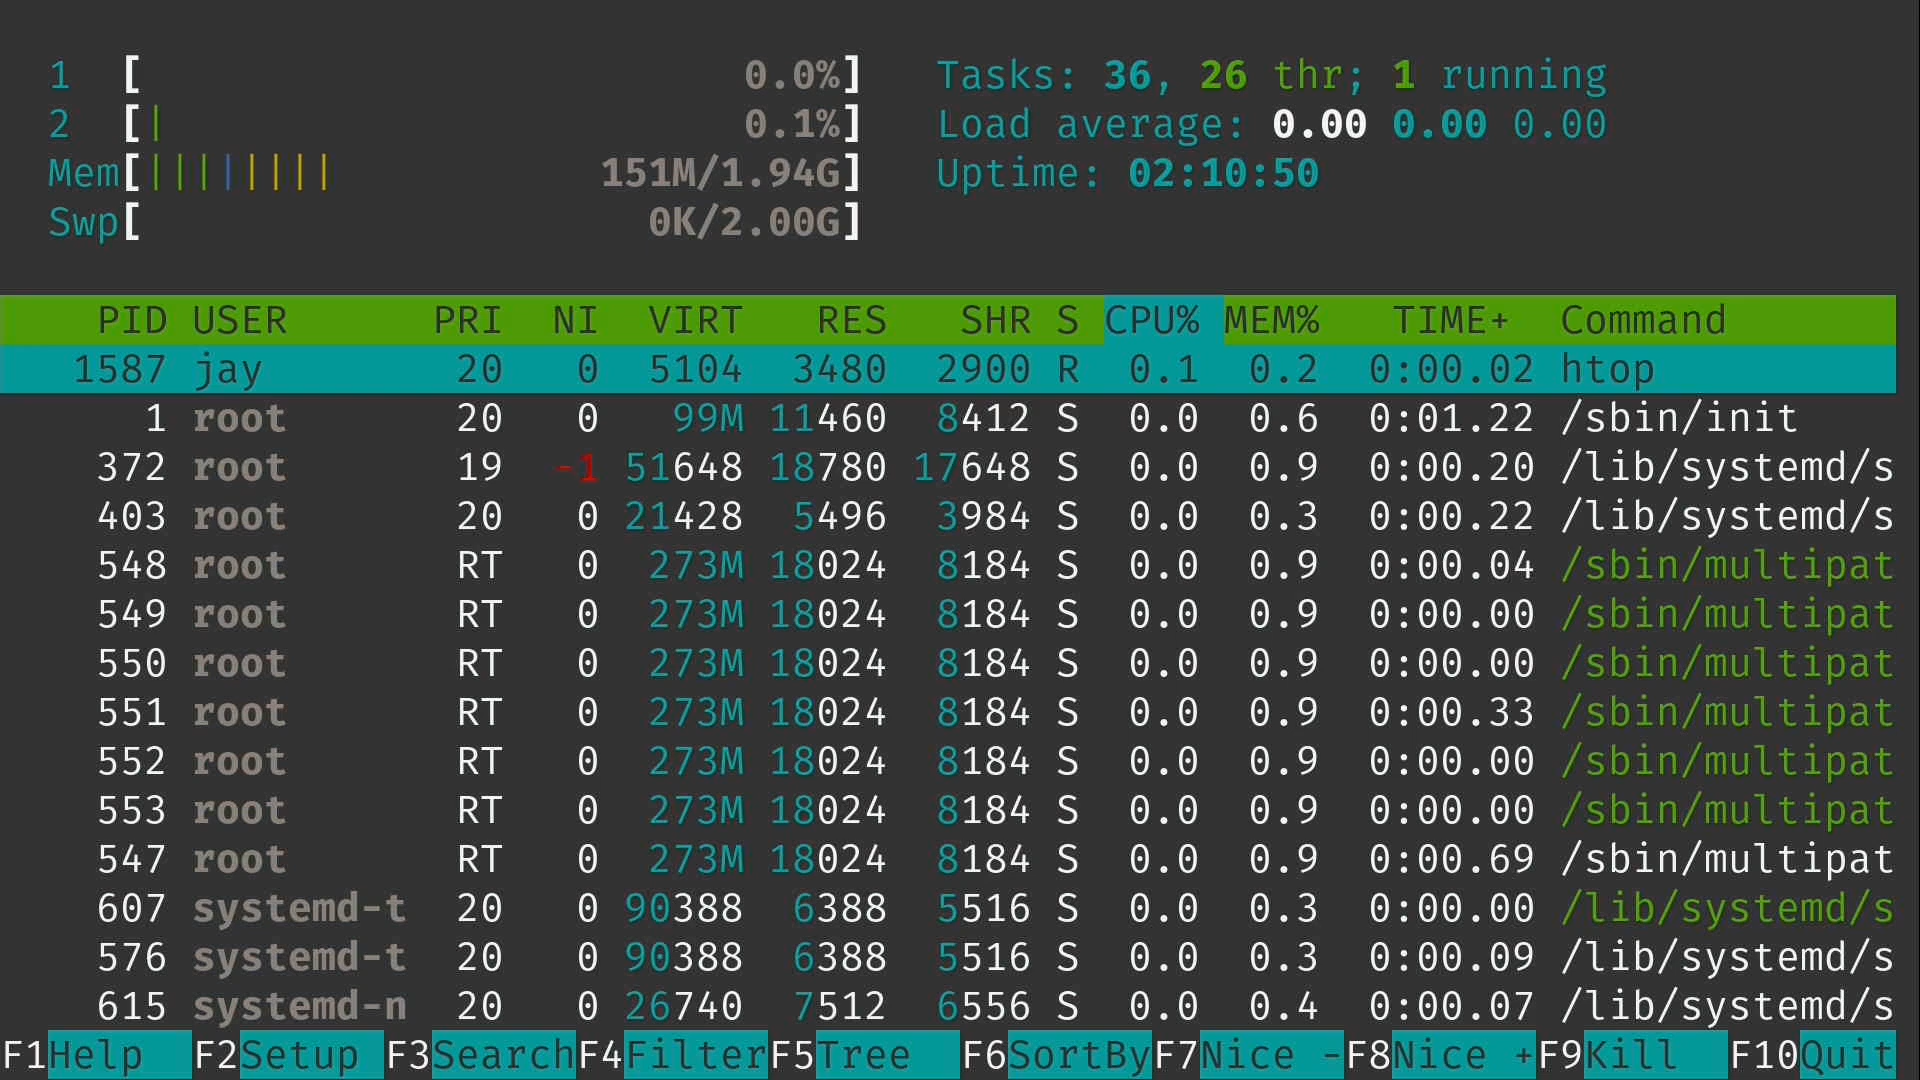 1  [ 0.0%] Tasks: 36, 26 thr; 1 running
2  [| 0.1%] Load average: 0.00 0.00 0.00
Mem[|||||||| 151M/1.94G] Uptime: 02:10:50
Swp[ 0K/2.00G]
PID USER PRI NI VIRT RES SHR S CPU% MEM% TIME+ Command
1587 jay 20 0 5104 3480 2900 R 0.1 0.2 0:00.02 htop
1 root 20 0 99M 11460 8412 S 0.0 0.6 0:01.22 /sbin/init
372 root 19 -1 51648 18780 17648 S 0.0 0.9 0:00.20 /lib/systemd/s
403 root 20 0 21428 5496 3984 S 0.0 0.3 0:00.22 /lib/systemd/s
548 root RT 0 273M 18024 8184 S 0.0 0.9 0:00.04 /sbin/multipat
549 root RT 0 273M 18024 8184 S 0.0 0.9 0:00.00 /sbin/multipat
550 root RT 0 273M 18024 8184 S 0.0 0.9 0:00.00 /sbin/multipat
551 root RT 0 273M 18024 8184 S 0.0 0.9 0:00.33 /sbin/multipat
552 root RT 0 273M 18024 8184 S 0.0 0.9 0:00.00 /sbin/multipat
553 root RT 0 273M 18024 8184 S 0.0 0.9 0:00.00 /sbin/multipat
547 root RT 0 273M 18024 8184 S 0.0 0.9 0:00.69 /sbin/multipat
607 systemd-t 20 0 90388 6388 5516 S 0.0 0.3 0:00.00 /lib/systemd/s
576 systemd-t 20 0 90388 6388 5516 S 0.0 0.3 0:00.09 /lib/systemd/s
615 systemd-n 20 0 26740 7512 6556 S 0.0 0.4 0:00.07 /lib/systemd/s
F1Help F2Setup F3SearchF4FilterF5Tree F6SortByF7Nice -F8Nice +F9Kill F10Quit